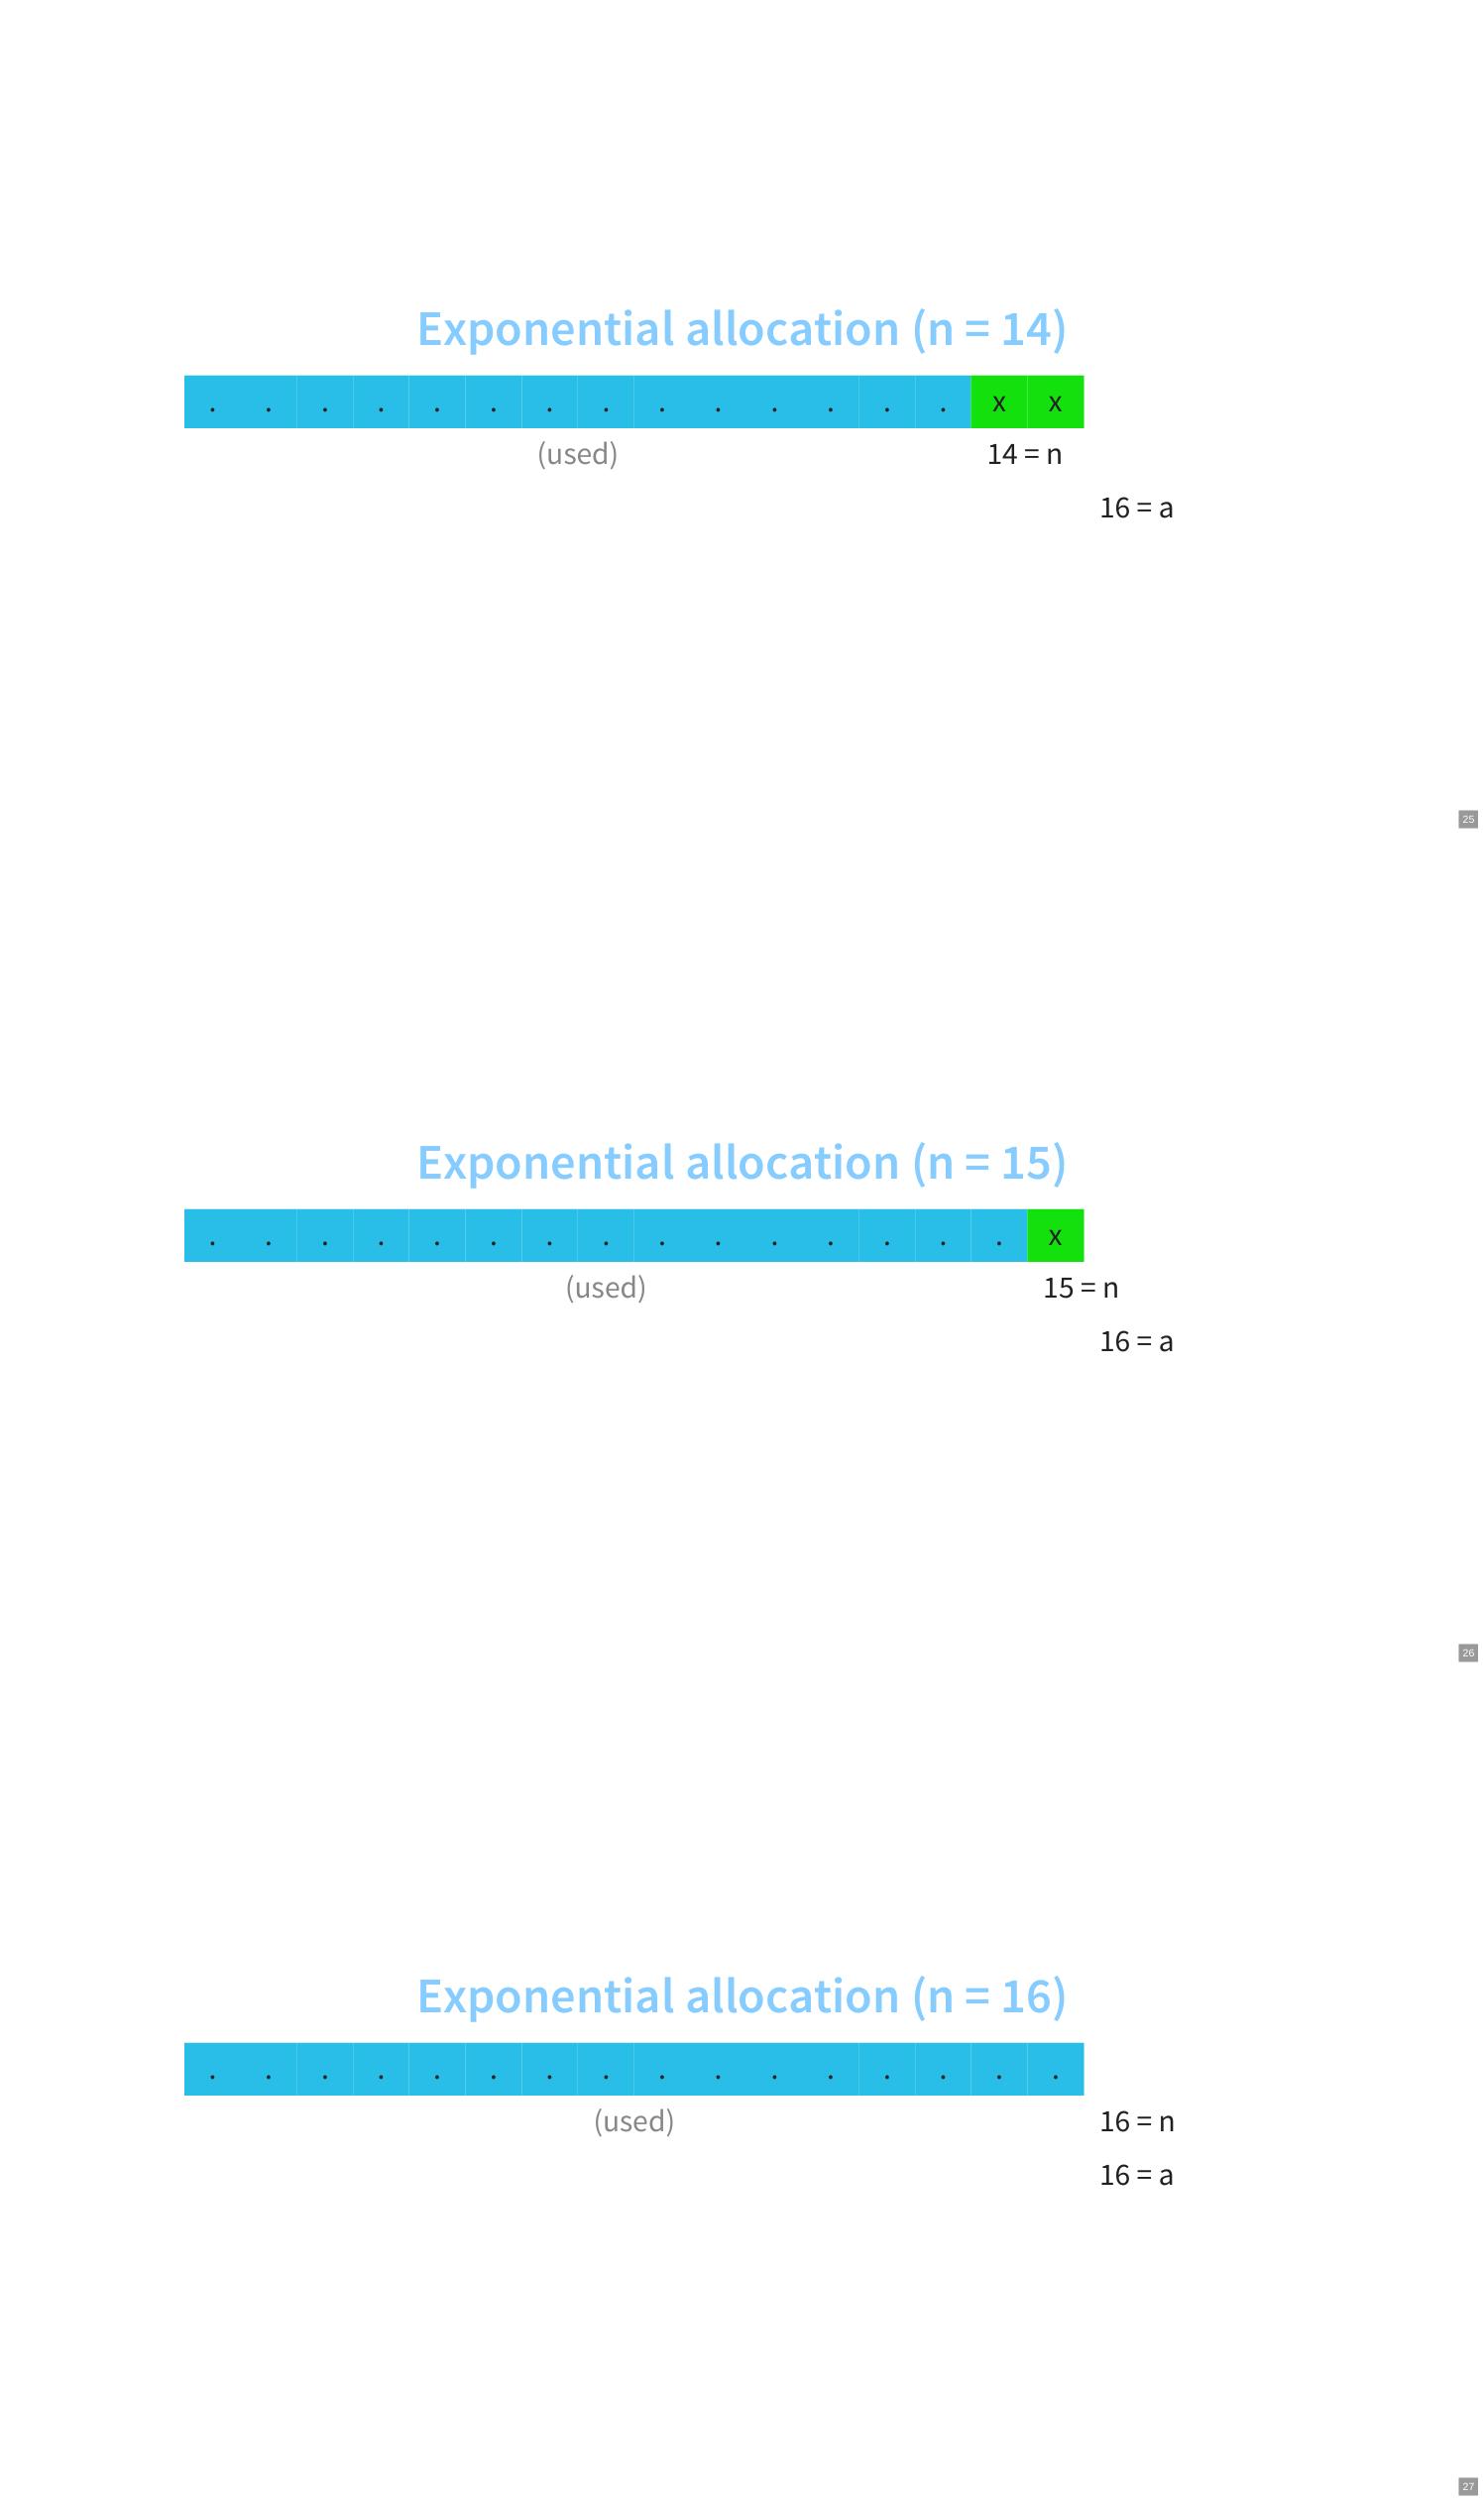 Exponential allocation (n = 14)
. . . . . . . . . . . . . . x x
(used) 14 = n
16 = a
25
Exponential allocation (n = 15)
. . . . . . . . . . . . . . . x
(used) 15 = n
16 = a
26
Exponential allocation (n = 16)
. . . . . . . . . . . . . . . .
(used) 16 = n
16 = a
27